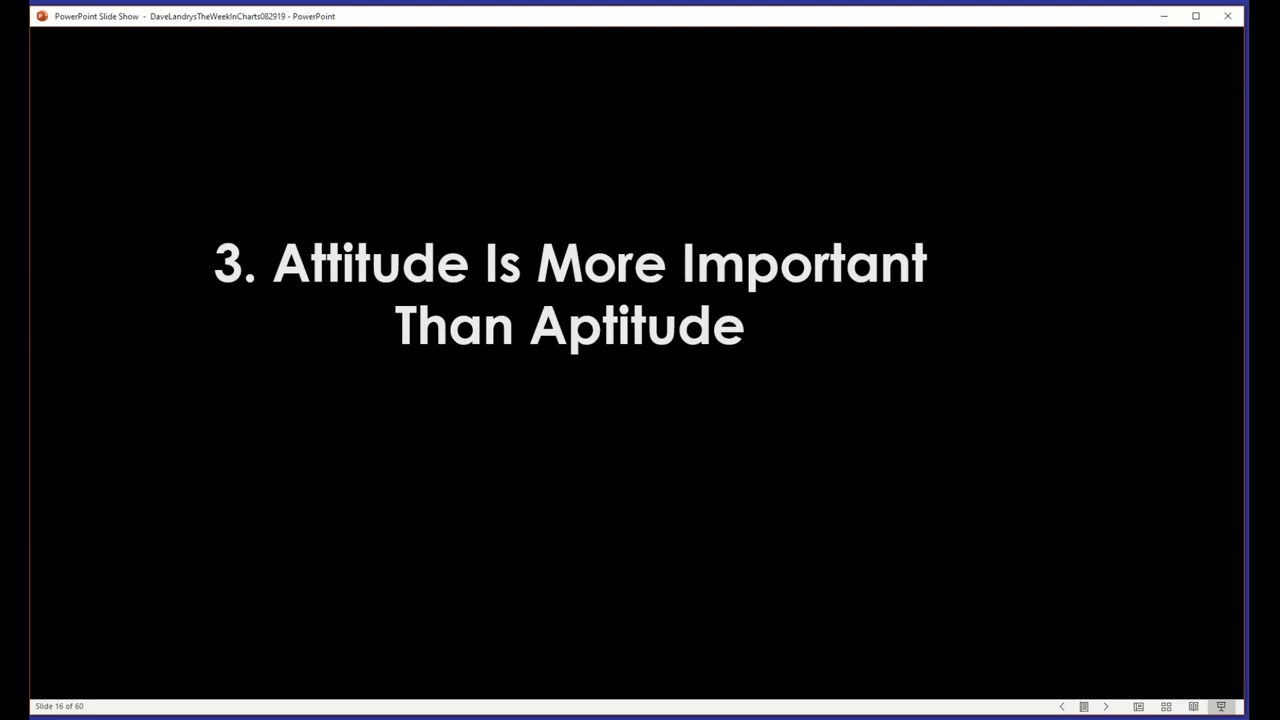 PowerPoint Slide Show - DaveLandrysTheWeekInCharts082919 - PowerPoint
3. Attitude Is More Important
Than Aptitude
Slide 16 of 60